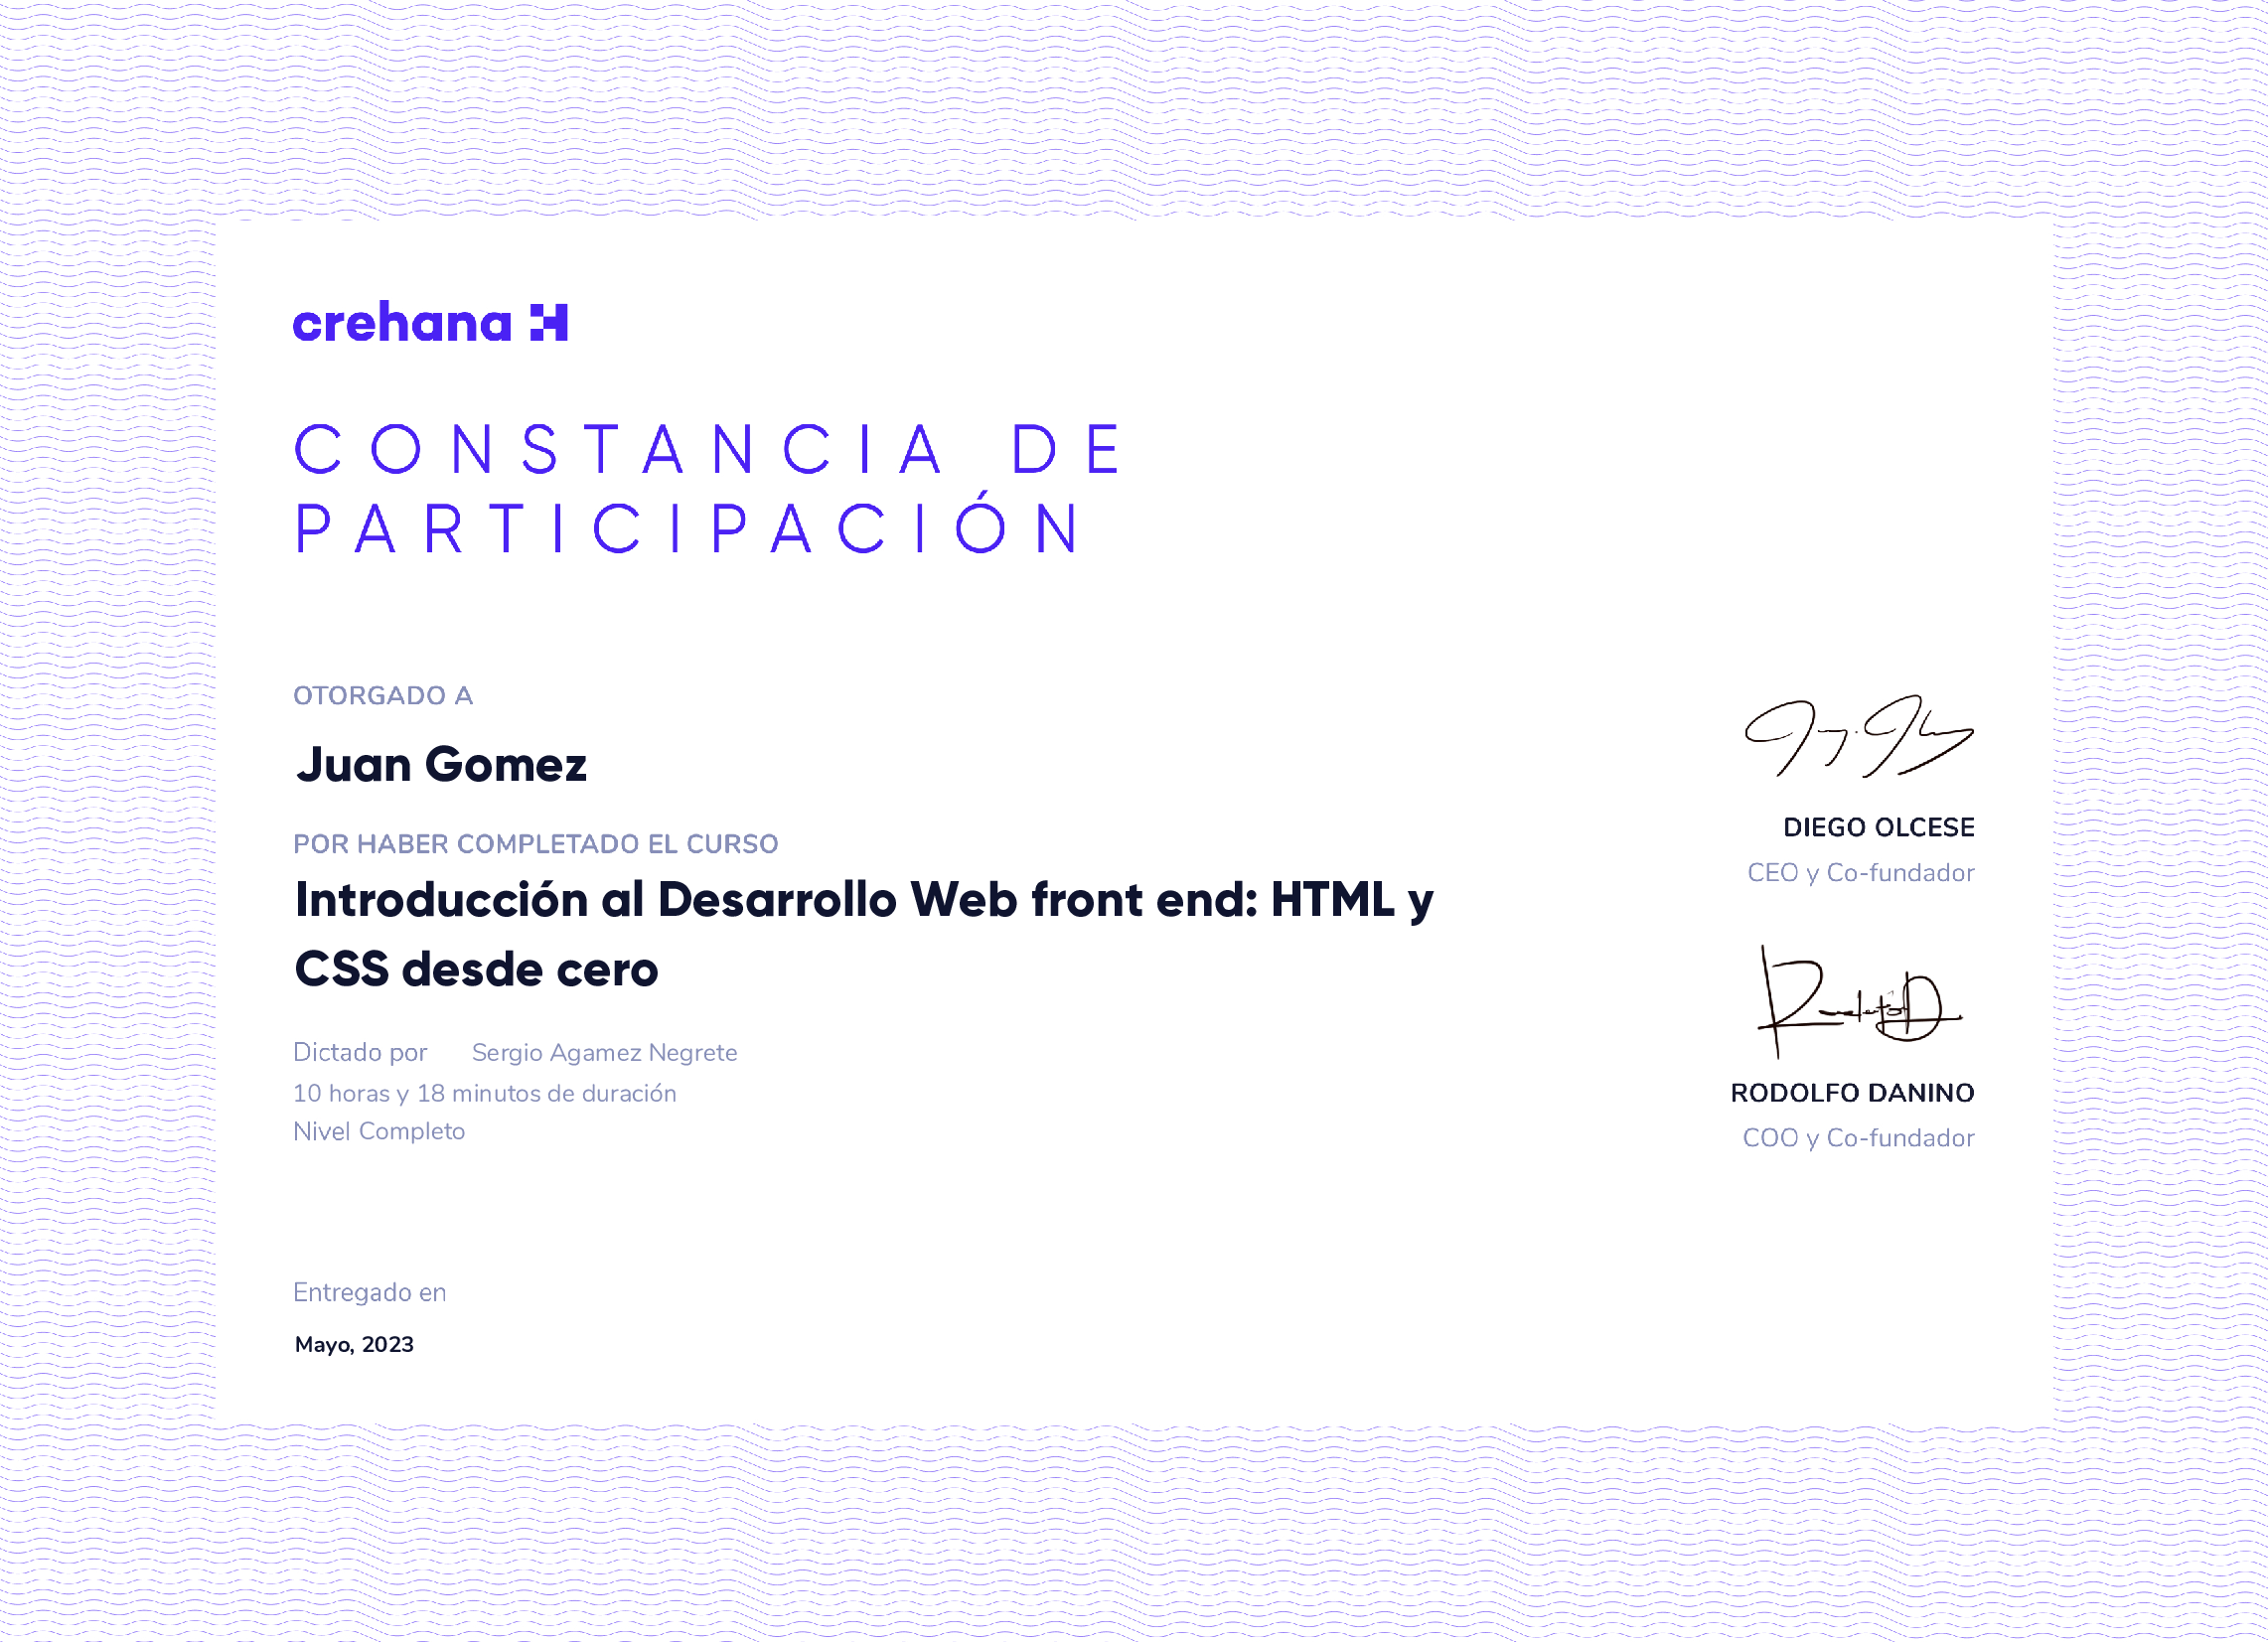 crehana
CONSTANCIA DE
PARTICIPACIÓN
OTORGADO A
Juan Gomez
POR HABER COMPLETADO EL CURSO
Introducción al Desarrollo Web front end: HTML y
CSS desde cero
Dictado por Sergio Agamez Negrete
10 horas y 18 minutos de duración
Nivel Completo
Entregado en
Mayo, 2023
DIEGO OLCESE
CEO y Co-fundador
RODOLFO DANINO
COO y Co-fundador